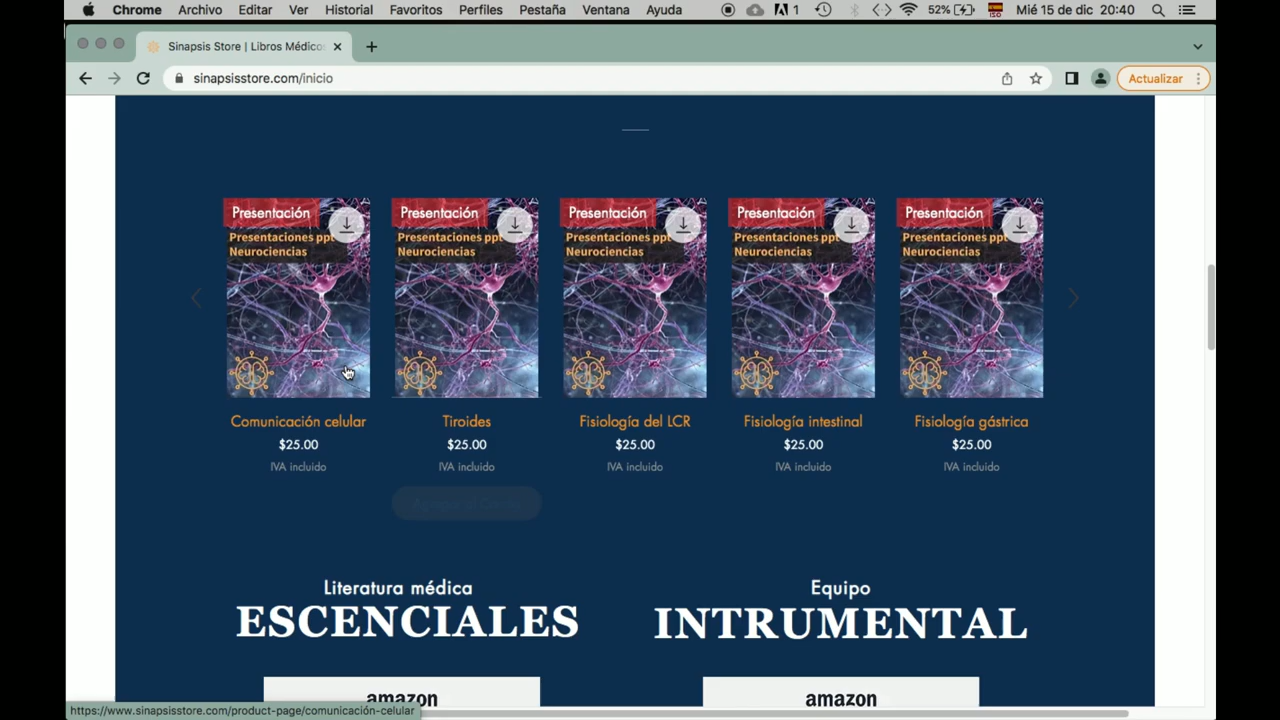 Chrome Archivo Editar Ver Historial Favoritos Perfiles Pestaña Ventana Ayuda 1 52% ISO Mié 15 de dic 20:40
Sinapsis Store | Libros Médicos
sinapsisstore.com/inicio Actualizar
Presentación Presentación Presentación Presentación Presentación
Presentaciones ppt Presentaciones ppt Presentaciones ppt Presentaciones ppt Presentaciones ppt
Neurociencias Neurociencias Neurociencias Neurociencias Neurociencias
Comunicación celular Tiroides Fisiología del LCR Fisiología intestinal Fisiología gástrica
$25.00 $25.00 $25.00 $25.00 $25.00
IVA incluido IVA incluido IVA incluido IVA incluido IVA incluido
Literatura médica Equipo
ESCENCIALES INTRUMENTAL
amazon amazon
https://www.sinapsisstore.com/product-page/comunicación-celular